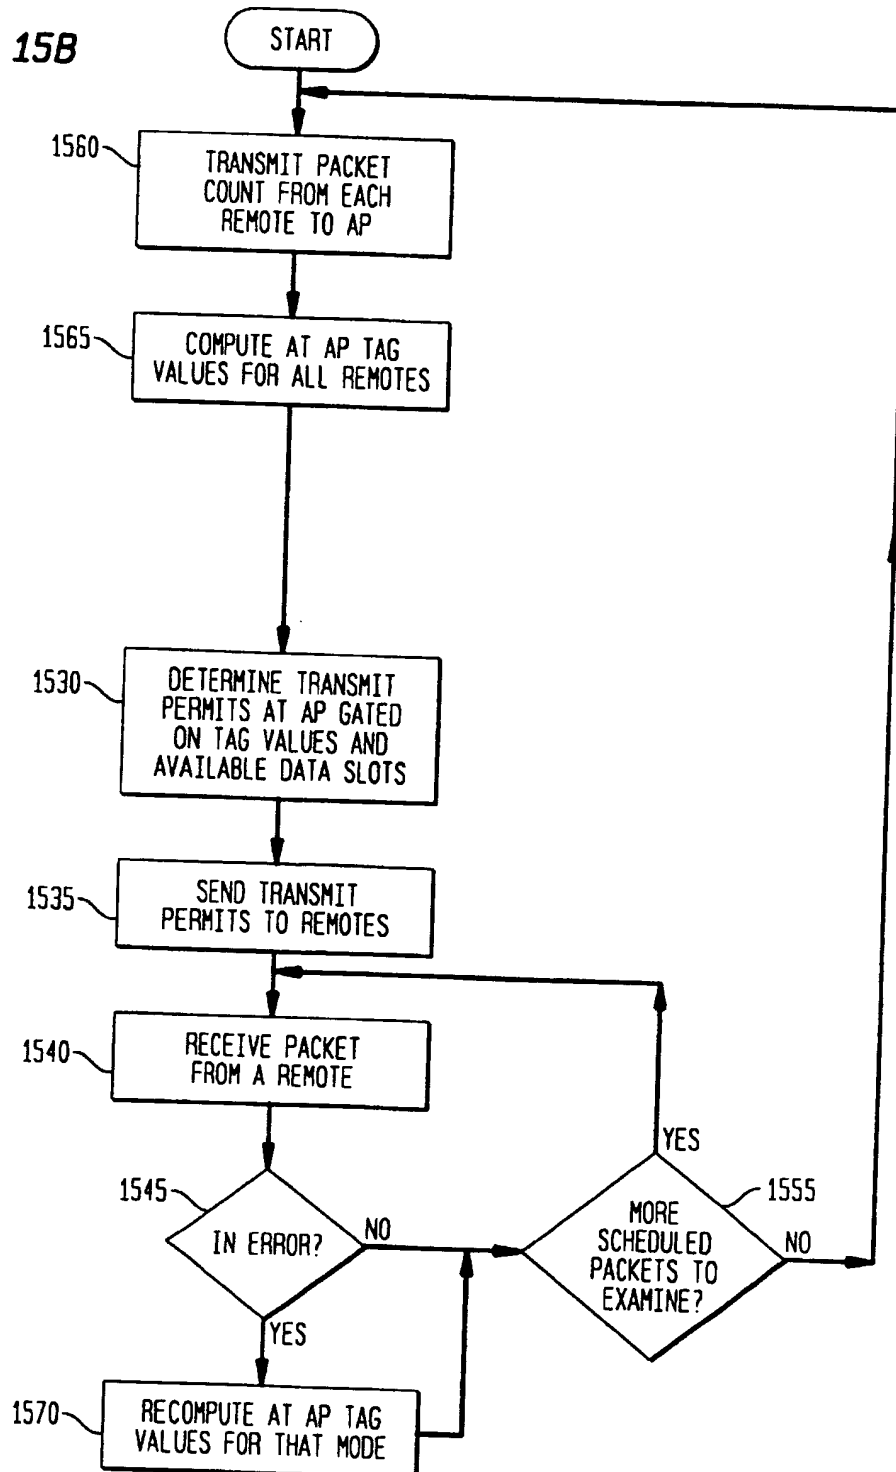 15B
START
1560
TRANSMIT PACKET
COUNT FROM EACH
REMOTE TO AP
1565
COMPUTE AT AP TAG
VALUES FOR ALL REMOTES
1530
DETERMINE TRANSMIT
PERMITS AT AP GATED
ON TAG VALUES AND
AVAILABLE DATA SLOTS
1535
SEND TRANSMIT
PERMITS TO REMOTES
1540
RECEIVE PACKET
FROM A REMOTE
YES
1545
IN ERROR?
NO
1555
MORE
SCHEDULED
PACKETS TO
EXAMINE?
NO
YES
1570
RECOMPUTE AT AP TAG
VALUES FOR THAT MODE